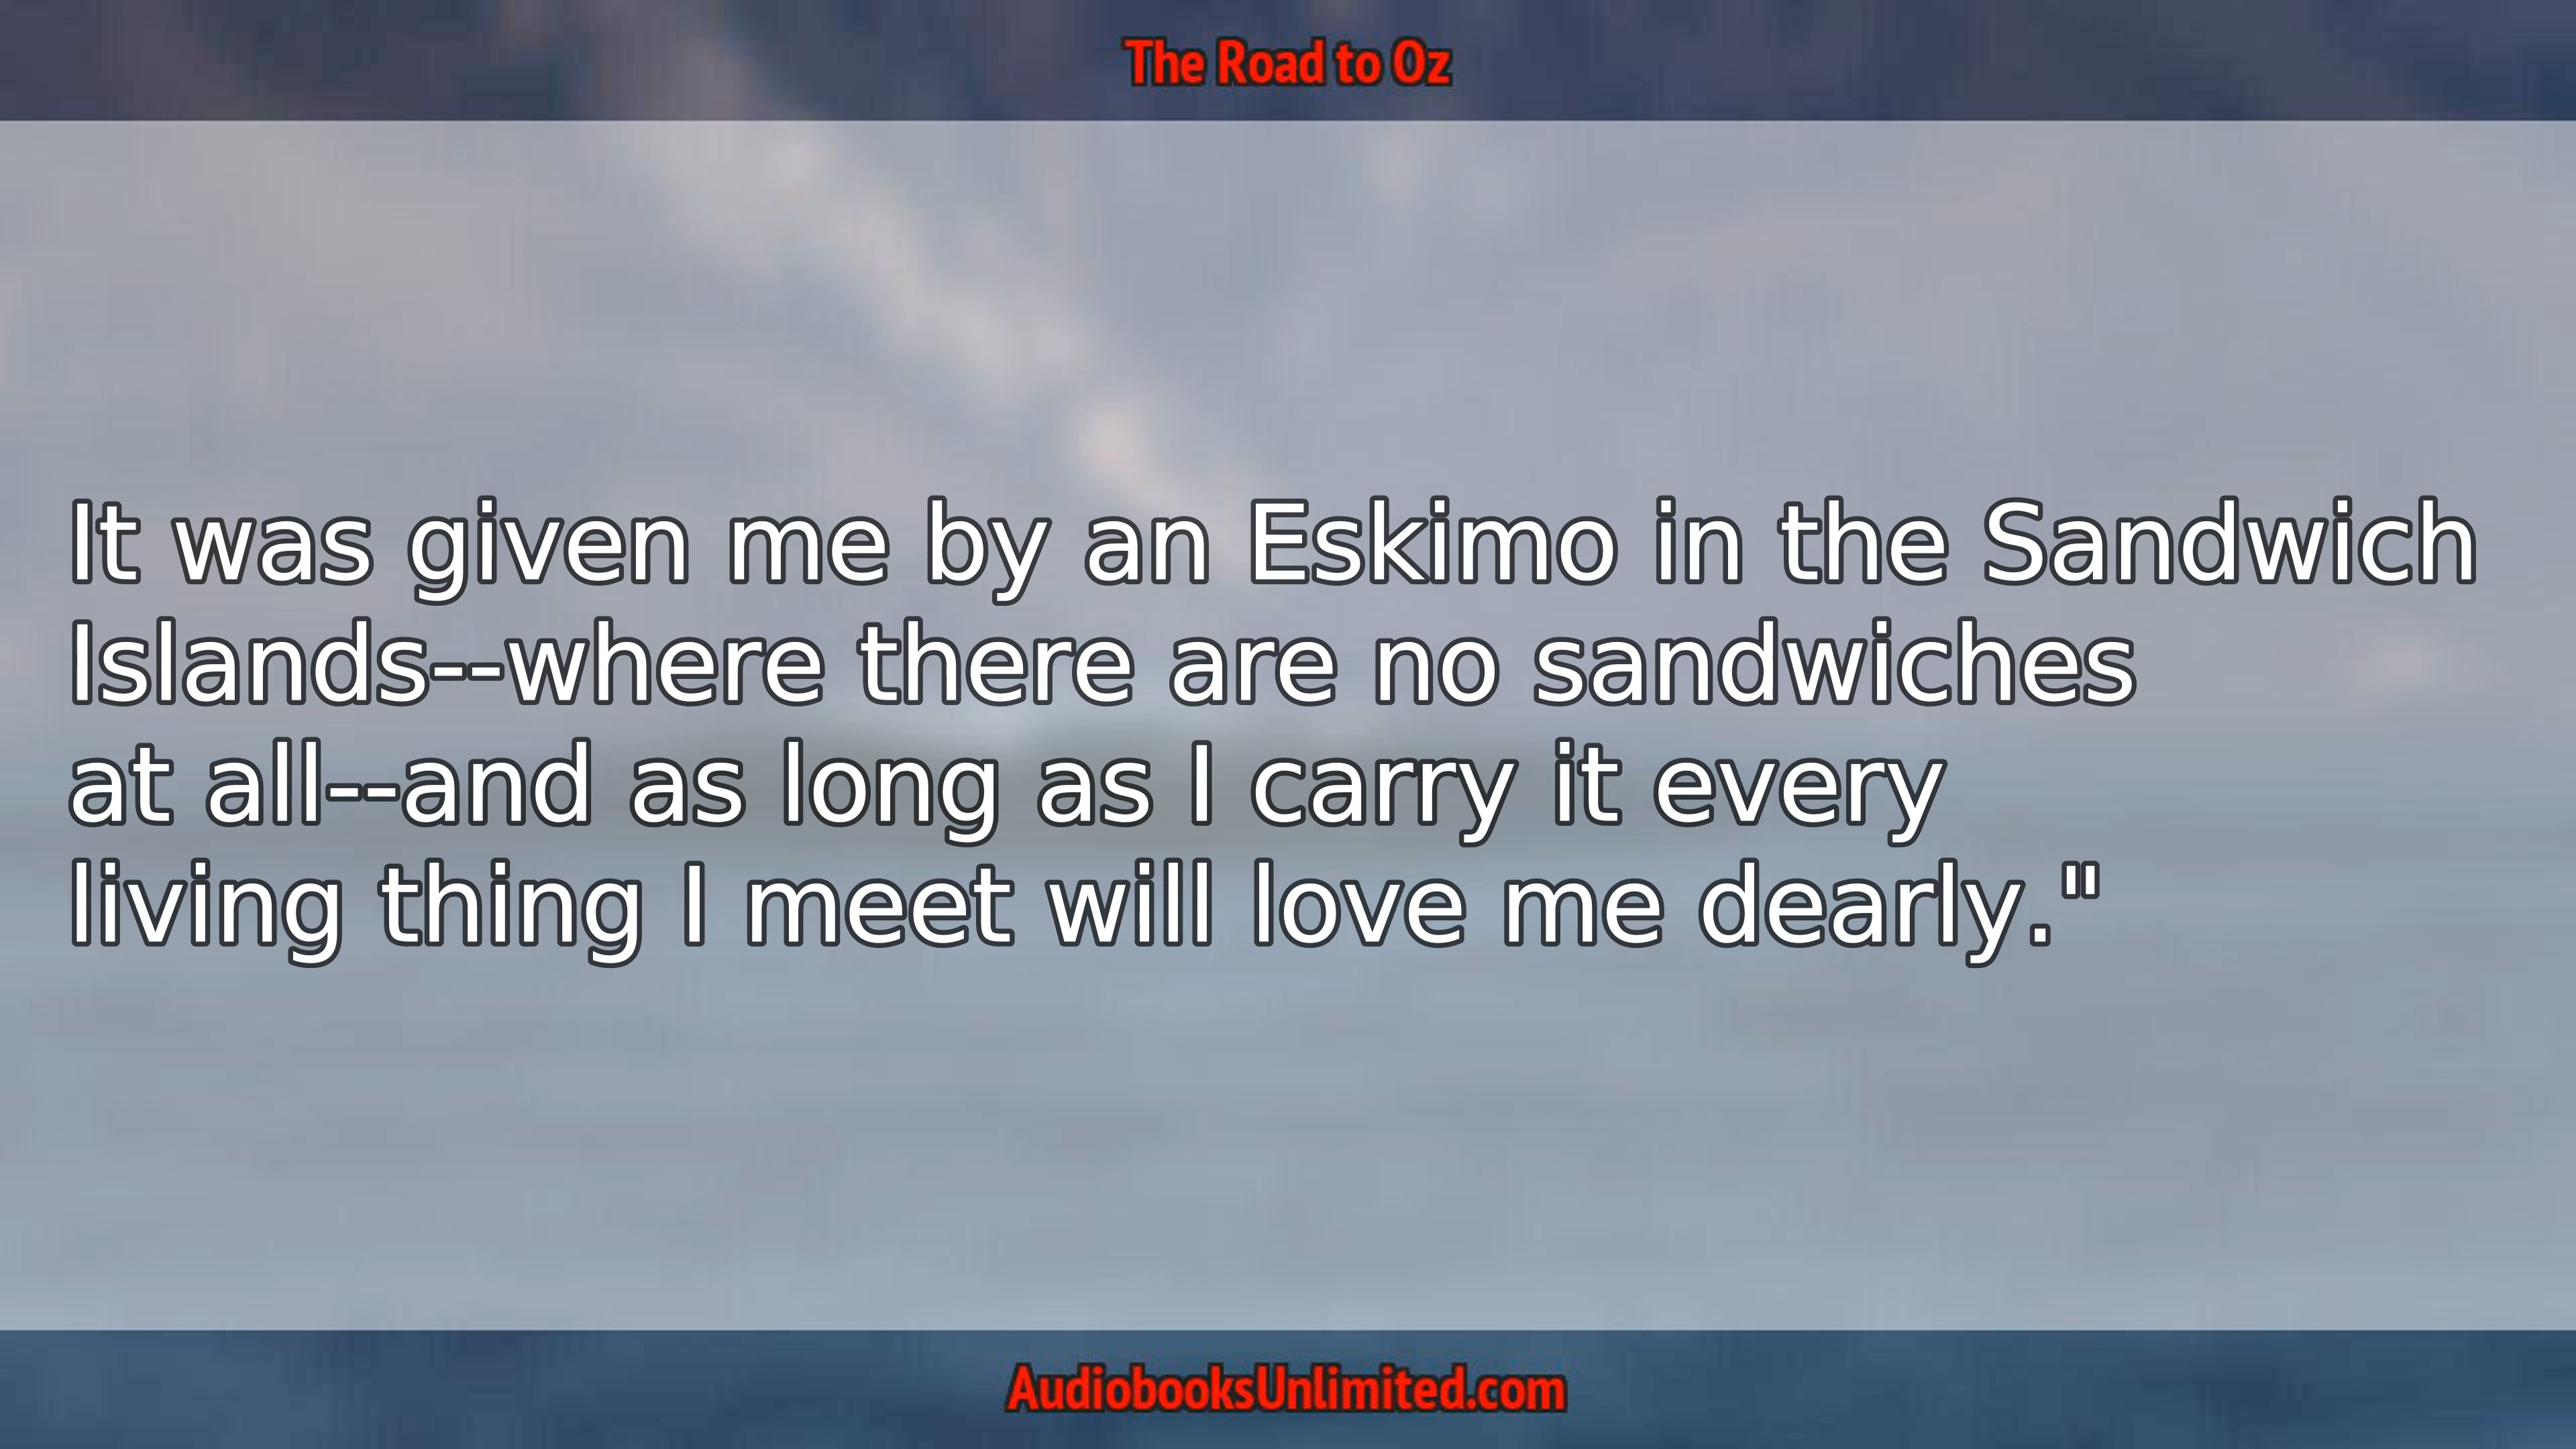 The Road to Oz
It was given me by an Eskimo in the Sandwich
Islands--where there are no sandwiches
at all--and as long as I carry it every
living thing I meet will love me dearly."
AudiobooksUnlimited.com